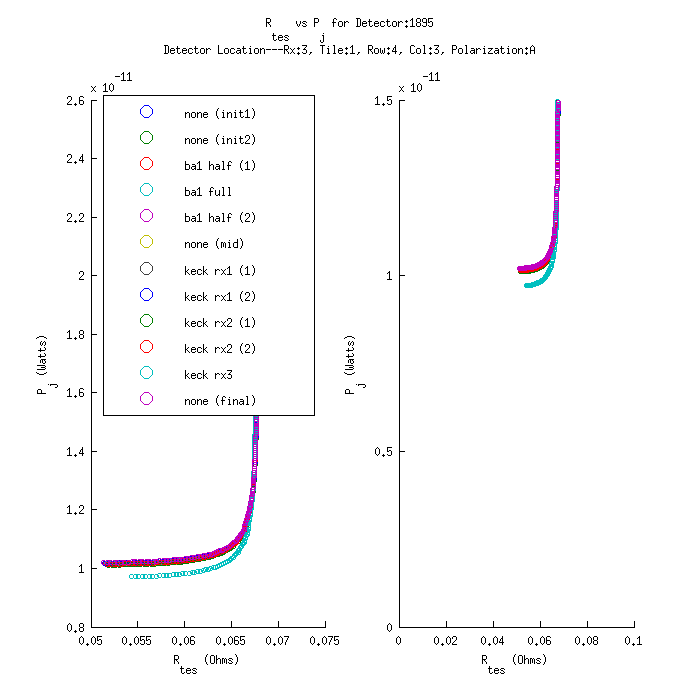 R    vs P  for Detector:1895
tes    j
Detector Location---Rx:3, Tile:1, Row:4, Col:3, Polarization:A
x 10^-11
2.6
2.4
2.2
2
1.8
1.6
1.4
1.2
1
0.8
P_j (Watts)
none (init1)
none (init2)
ba1 half (1)
ba1 full
ba1 half (2)
none (mid)
keck rx1 (1)
keck rx1 (2)
keck rx2 (1)
keck rx2 (2)
keck rx3
none (final)
0.05 0.055 0.06 0.065 0.07 0.075
R_tes (Ohms)
x 10^-11
1.5
1
0.5
0
P_j (Watts)
0 0.02 0.04 0.06 0.08 0.1
R_tes (Ohms)